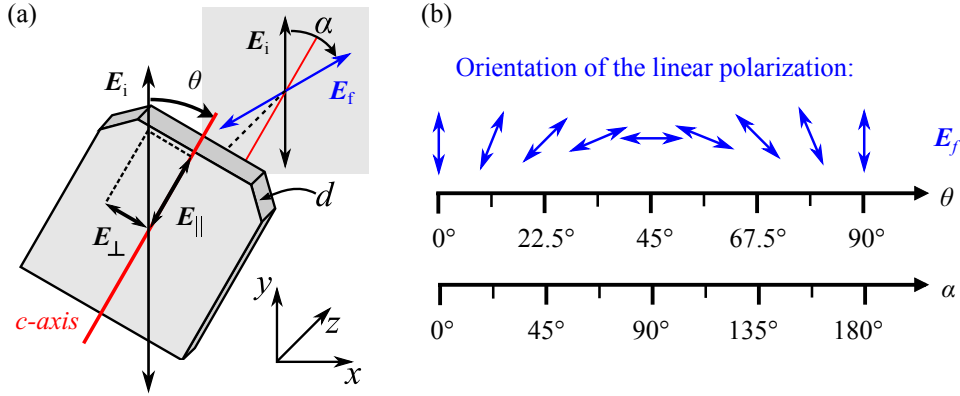 (a)
E_i
θ
E_i
α
E_f
d
E_∥
E_⊥
c-axis
y
z
x
(b)
Orientation of the linear polarization:
E_f
θ
0° 22.5° 45° 67.5° 90°
α
0° 45° 90° 135° 180°